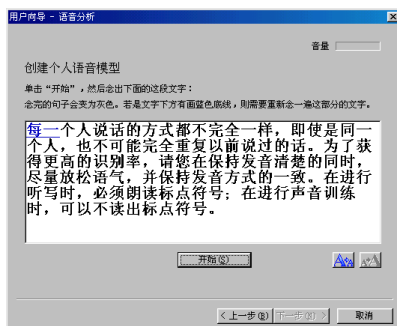 用户向导 - 语音分析
音量
创建个人语音模型
单击“开始”，然后念出下面的这段文字：
念完的句子会变为灰色。若是文字下方有画蓝色底线，则需要重新念一遍这部分的文字。
每一个人说话的方式都不完全一样，即使是同一
个人，也不可能完全重复以前说过的话。为了获
得更高的识别率，请您在保持发音清楚的同时，
尽量放松语气，并保持发音方式的一致。在进行
听写时，必须朗读标点符号；在进行声音训练
时，可以不读出标点符号。
开始(S)
<上一步(B) 下一步(N)> 取消